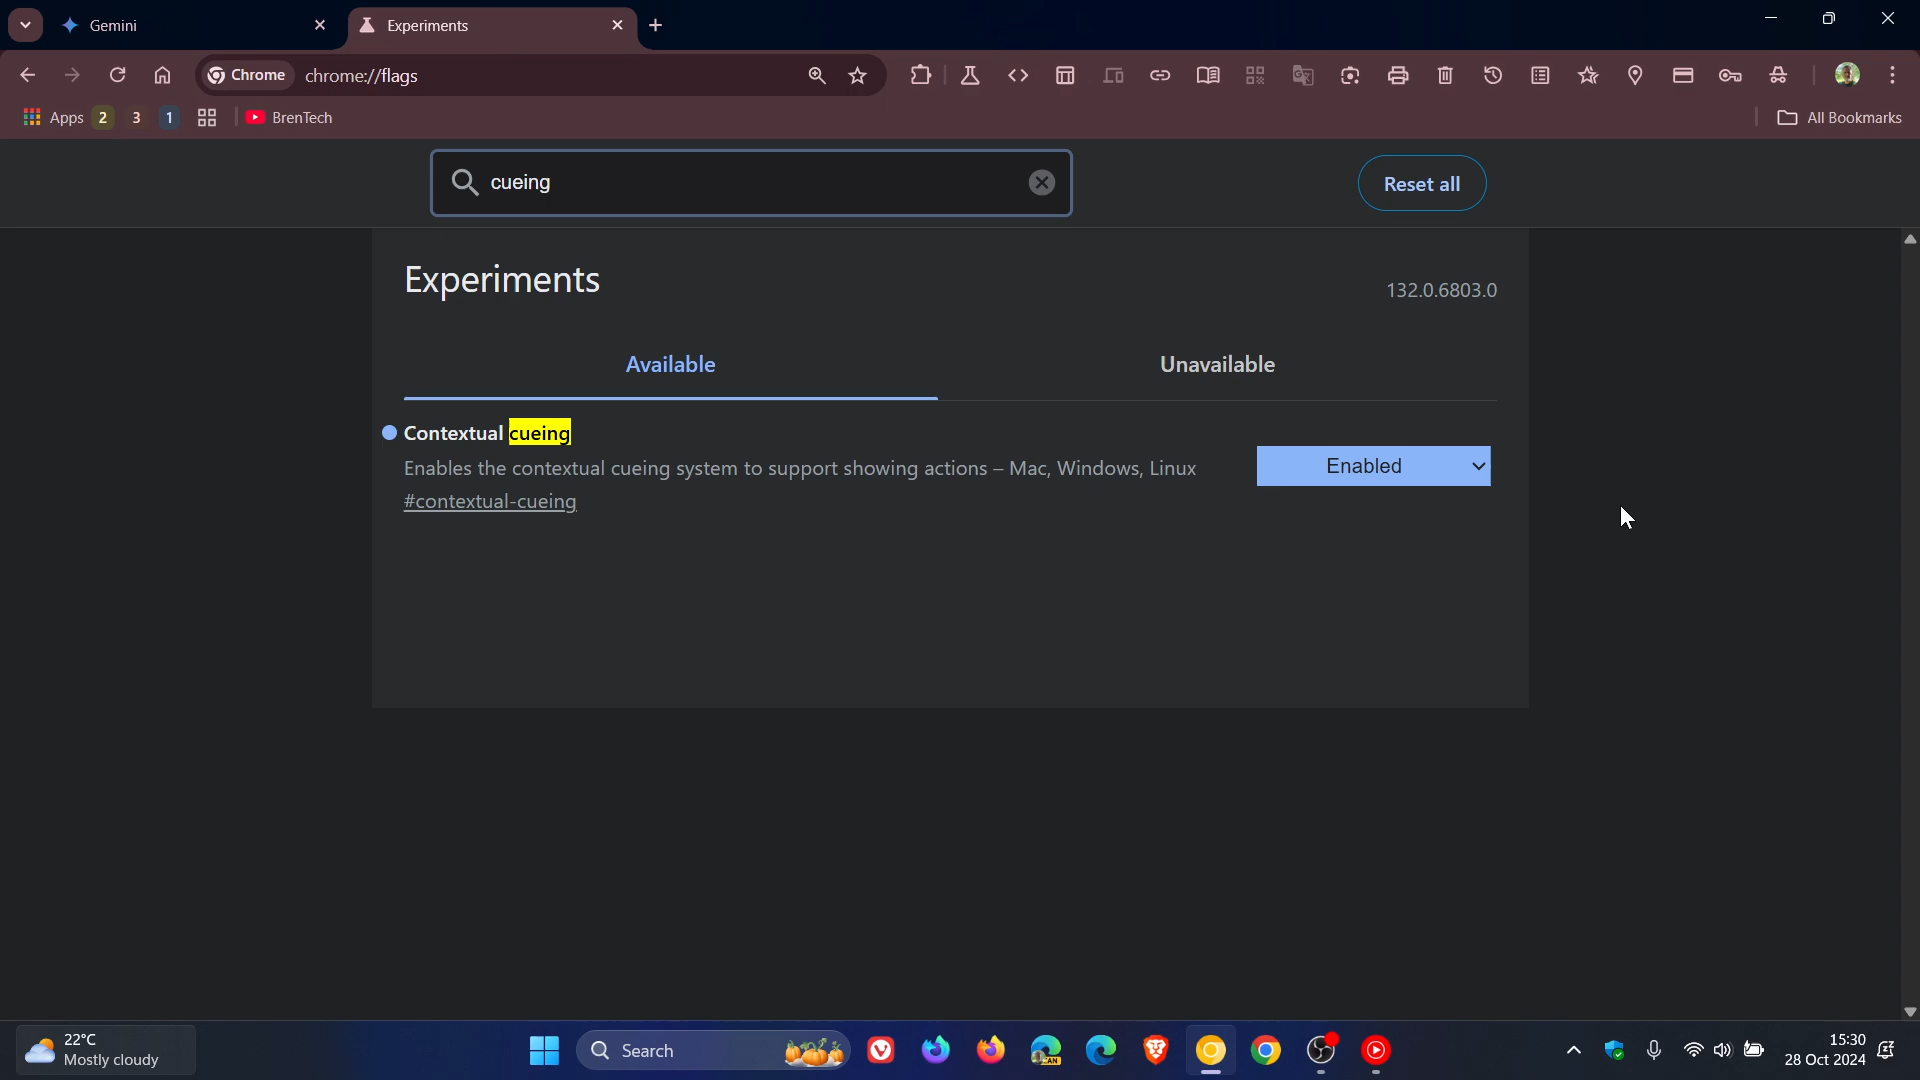 Gemini
Experiments
Chrome
chrome://flags
Apps
2
3
1
BrenTech
All Bookmarks
cueing
Reset all
Experiments
132.0.6803.0
Available
Unavailable
Contextual cueing
Enables the contextual cueing system to support showing actions – Mac, Windows, Linux
Enabled
#contextual-cueing
22°C
Mostly cloudy
Search
CAN
15:30
28 Oct 2024